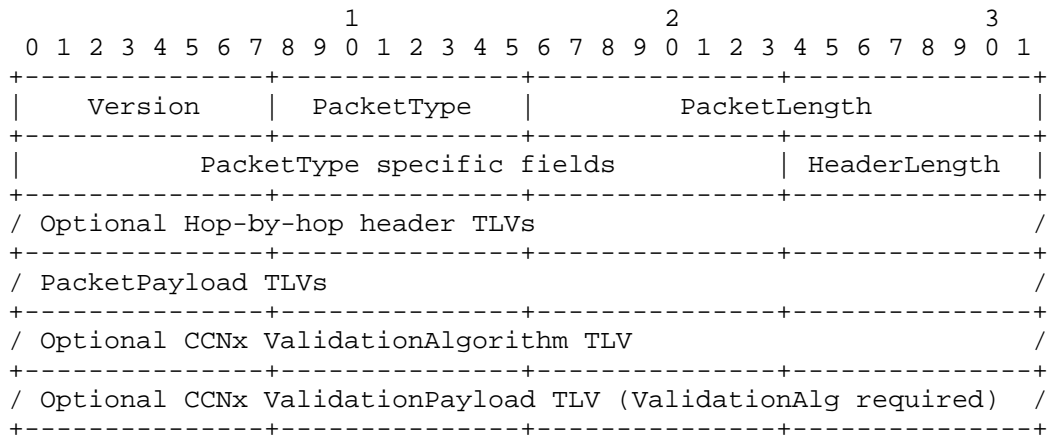 1                   2                   3
 0 1 2 3 4 5 6 7 8 9 0 1 2 3 4 5 6 7 8 9 0 1 2 3 4 5 6 7 8 9 0 1
+---------------+---------------+---------------+---------------+
|    Version    |  PacketType   |         PacketLength          |
+---------------+---------------+---------------+---------------+
|           PacketType specific fields          | HeaderLength  |
+---------------+---------------+---------------+---------------+
/ Optional Hop-by-hop header TLVs                               /
+---------------+---------------+---------------+---------------+
/ PacketPayload TLVs                                            /
+---------------+---------------+---------------+---------------+
/ Optional CCNx ValidationAlgorithm TLV                         /
+---------------+---------------+---------------+---------------+
/ Optional CCNx ValidationPayload TLV (ValidationAlg required)  /
+---------------+---------------+---------------+---------------+